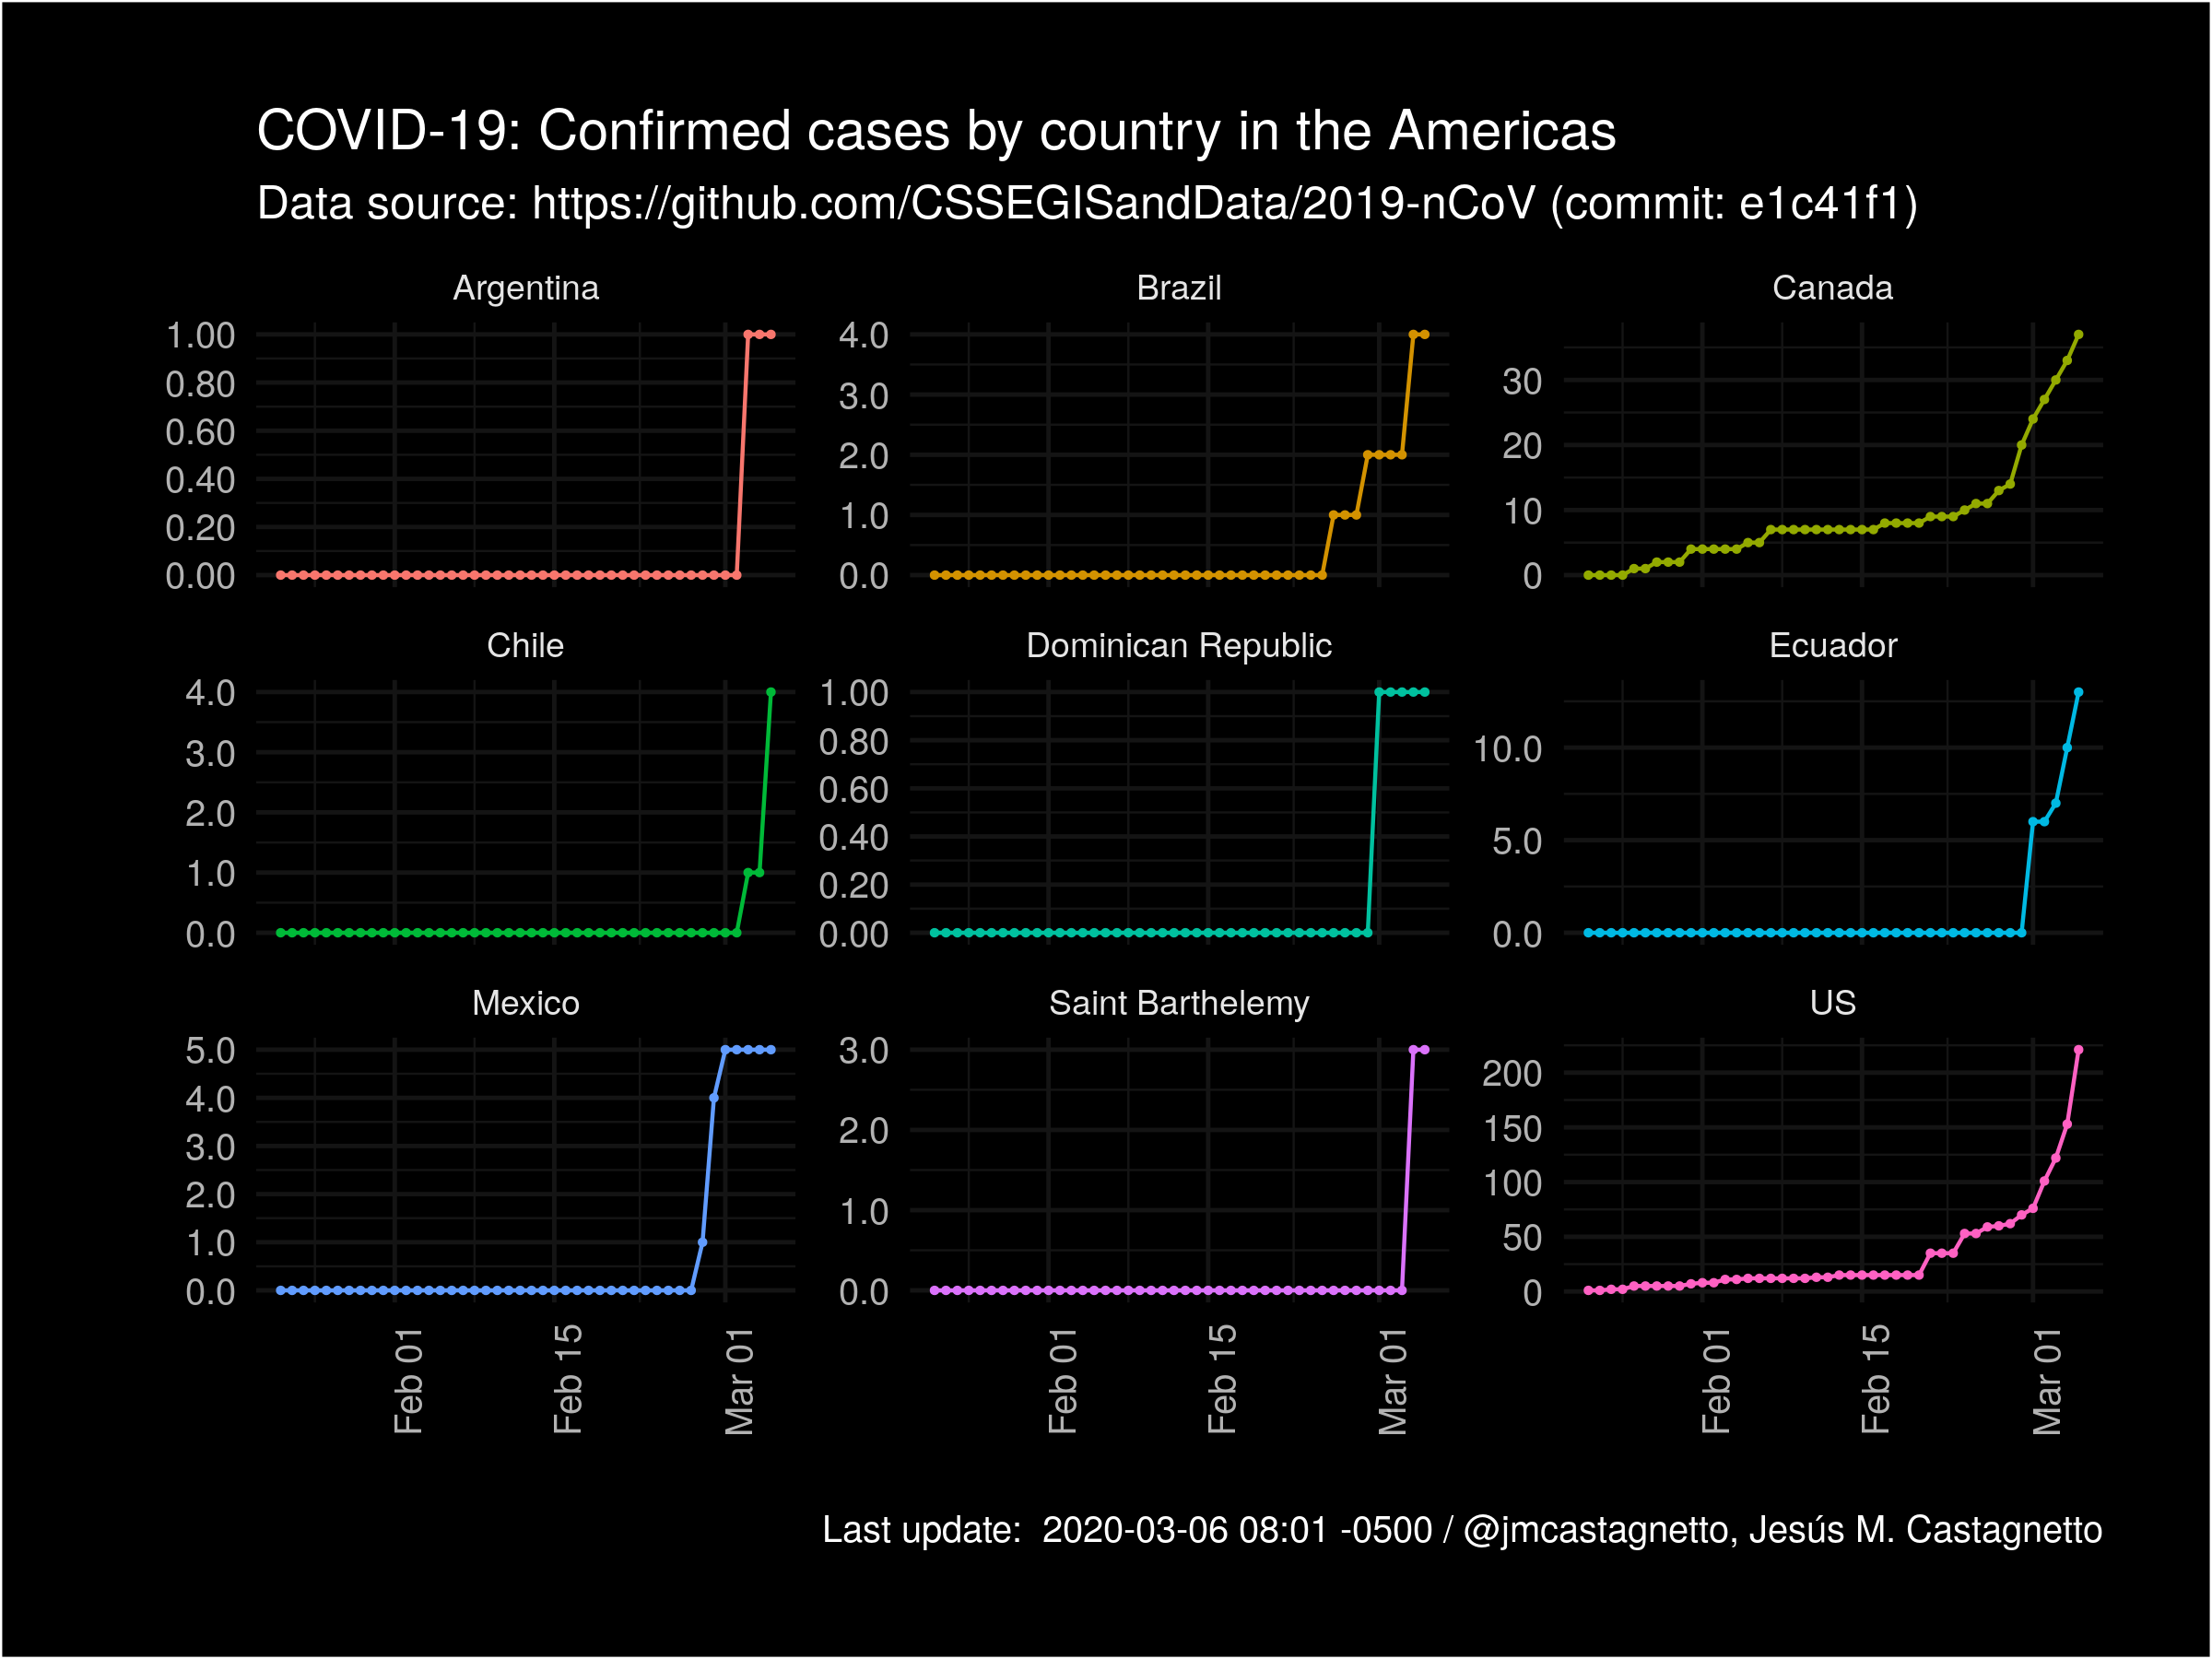 COVID-19: Confirmed cases by country in the Americas
Data source: https://github.com/CSSEGISandData/2019-nCoV (commit: e1c41f1)
Argentina
1.00
0.80
0.60
0.40
0.20
0.00
Brazil
4.0
3.0
2.0
1.0
0.0
Canada
30
20
10
0
Chile
4.0
3.0
2.0
1.0
0.0
Dominican Republic
1.00
0.80
0.60
0.40
0.20
0.00
Ecuador
10.0
5.0
0.0
Mexico
5.0
4.0
3.0
2.0
1.0
0.0
Feb 01
Feb 15
Mar 01
Saint Barthelemy
3.0
2.0
1.0
0.0
Feb 01
Feb 15
Mar 01
US
200
150
100
50
0
Feb 01
Feb 15
Mar 01
Last update:  2020-03-06 08:01 -0500 / @jmcastagnetto, Jesús M. Castagnetto